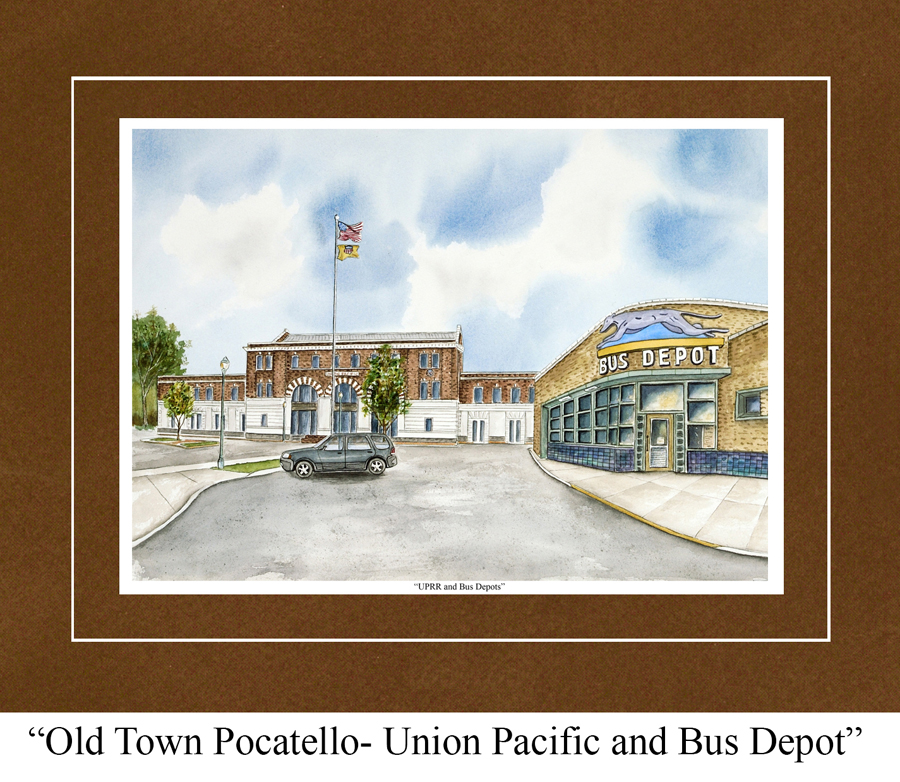 BUS DEPOT
“UPRR and Bus Depots”
“Old Town Pocatello- Union Pacific and Bus Depot”